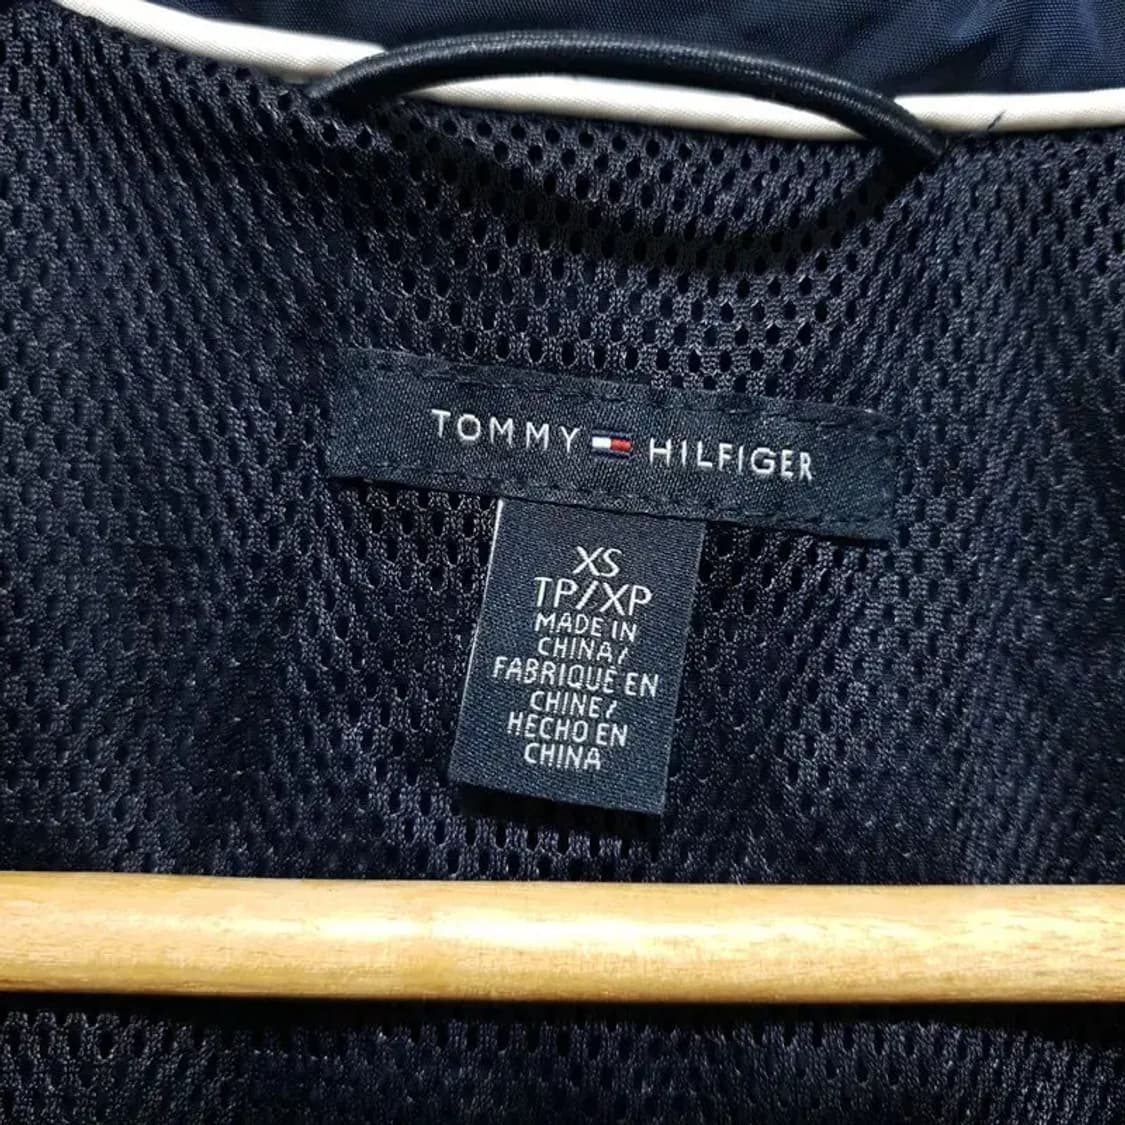 TOMMY HILFIGER
XS
TP/XP
MADE IN
CHINA/
FABRIQUÉ EN
CHINE/
HECHO EN
CHINA